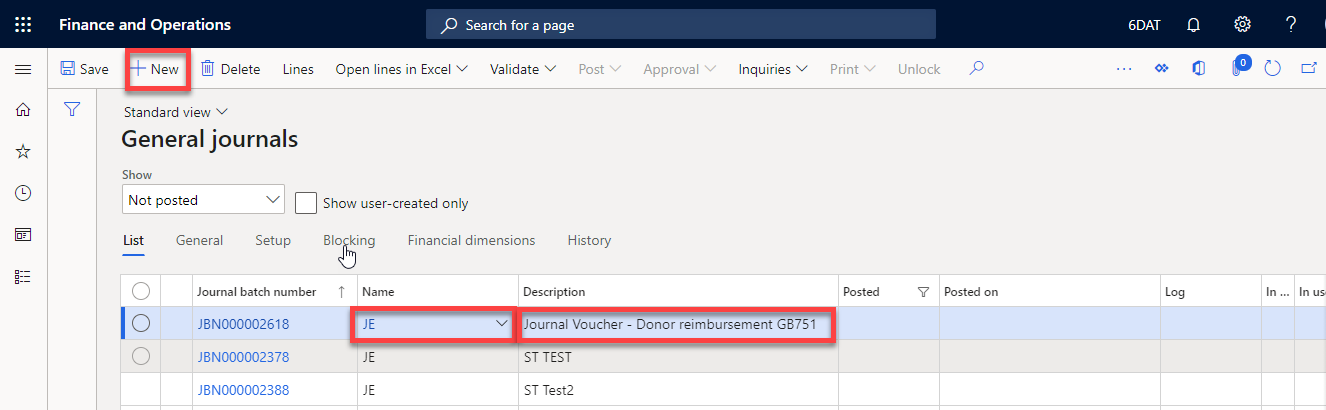 Finance and Operations
Search for a page
6DAT
?
Save
New
Delete
Lines
Open lines in Excel
Validate
Post
Approval
Inquiries
Print
Unlock
...
0
Standard view
General journals
Show
Not posted
Show user-created only
List
General
Setup
Blocking
Financial dimensions
History
Journal batch number
Name
Description
Posted
Posted on
Log
In ...
In use
JBN000002618
JE
Journal Voucher - Donor reimbursement GB751
JBN000002378
JE
ST TEST
JBN000002388
JE
ST Test2